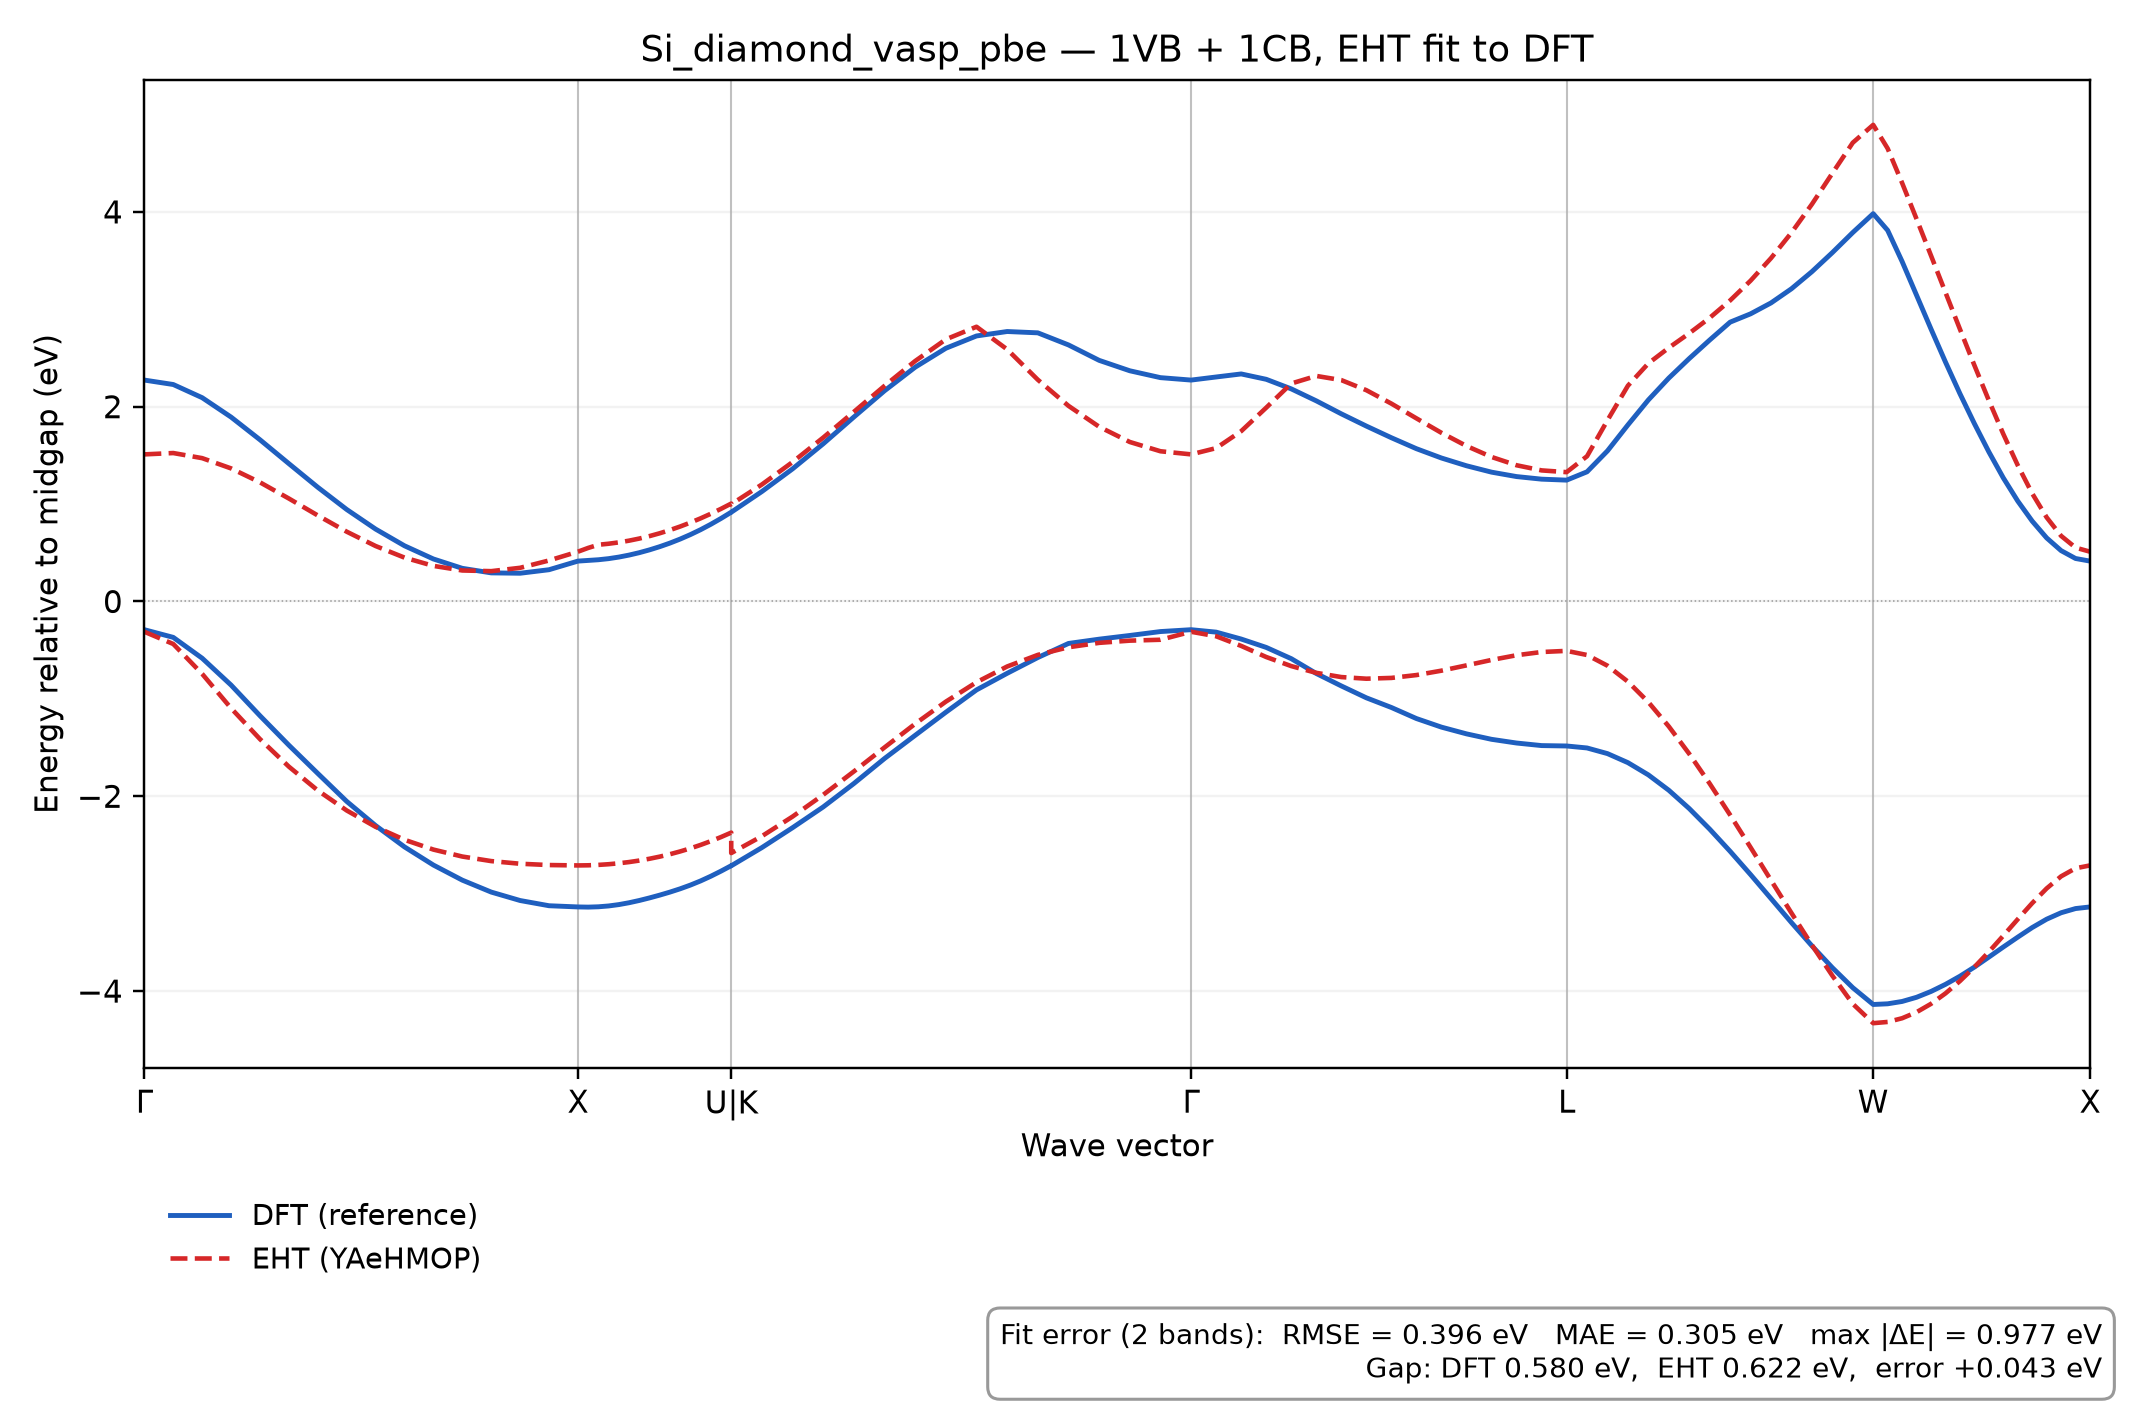 Si_diamond_vasp_pbe — 1VB + 1CB, EHT fit to DFT
Energy relative to midgap (eV)
4
2
0
−2
−4
Γ X U|K Γ L W X
Wave vector
DFT (reference)
EHT (YAeHMOP)
Fit error (2 bands): RMSE = 0.396 eV MAE = 0.305 eV max |ΔE| = 0.977 eV
Gap: DFT 0.580 eV, EHT 0.622 eV, error +0.043 eV